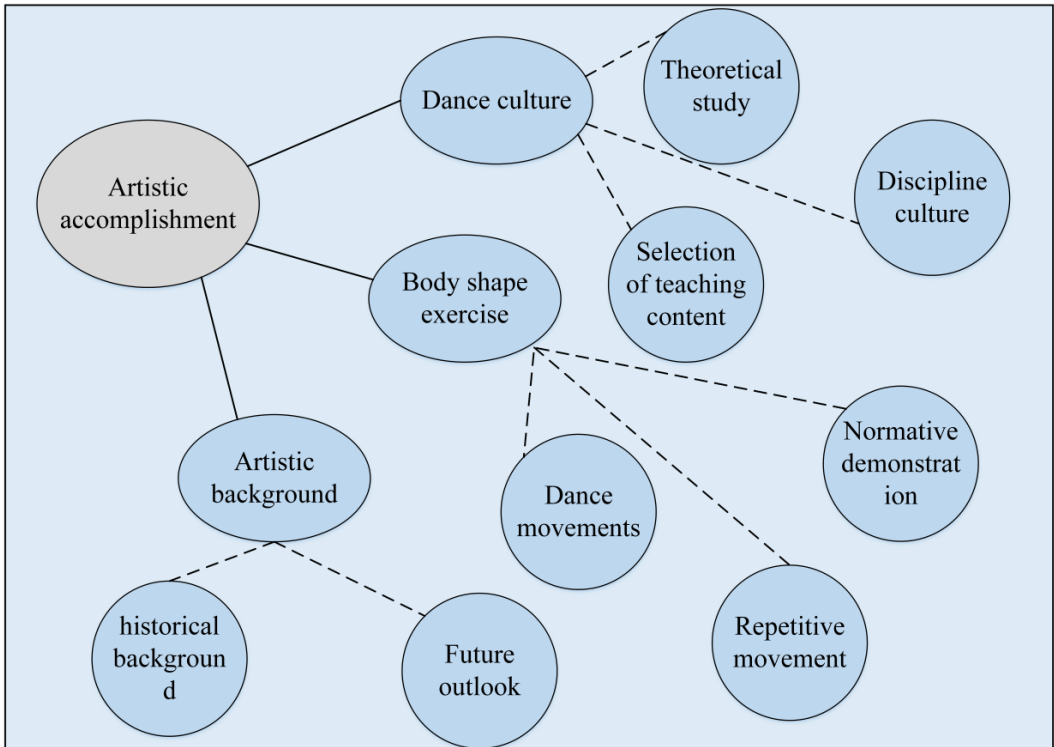 Theoretical
study
Dance culture
Artistic
accomplishment
Discipline
culture
Selection
of teaching
content
Body shape
exercise
Normative
demonstrat
ion
Artistic
background
Dance
movements
historical
backgroun
d
Future
outlook
Repetitive
movement